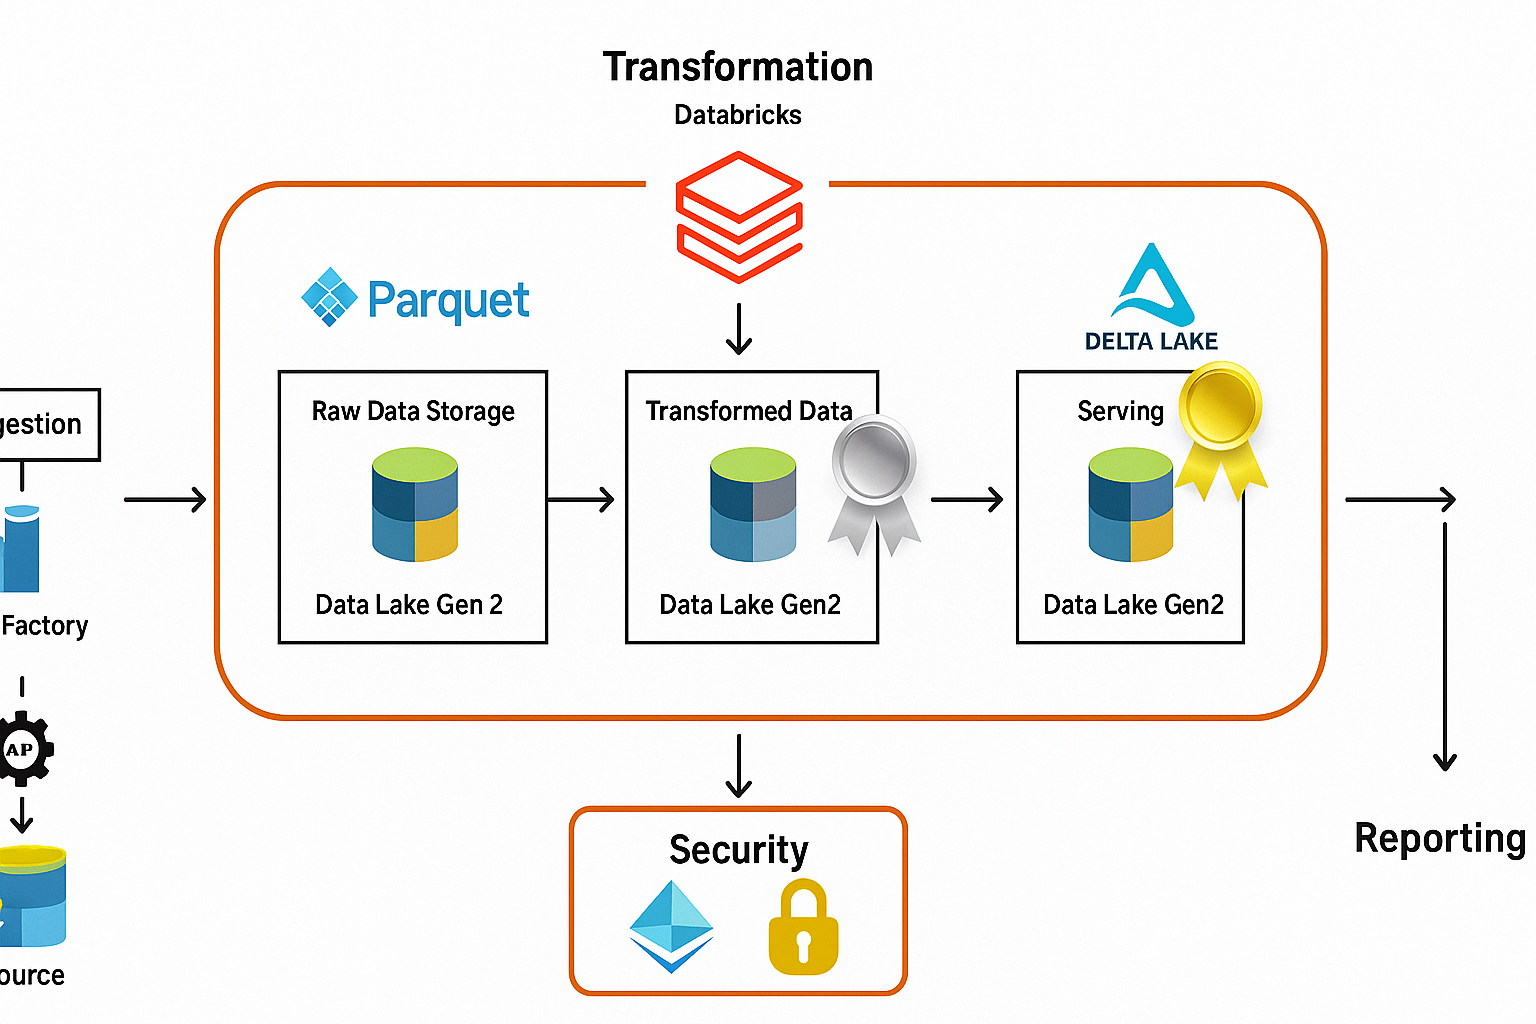 Transformation
Databricks
Parquet
DELTA LAKE
gestion
Raw Data Storage
Transformed Data
Serving
Data Lake Gen 2
Data Lake Gen2
Data Lake Gen2
Factory
AP
ource
Security
Reporting